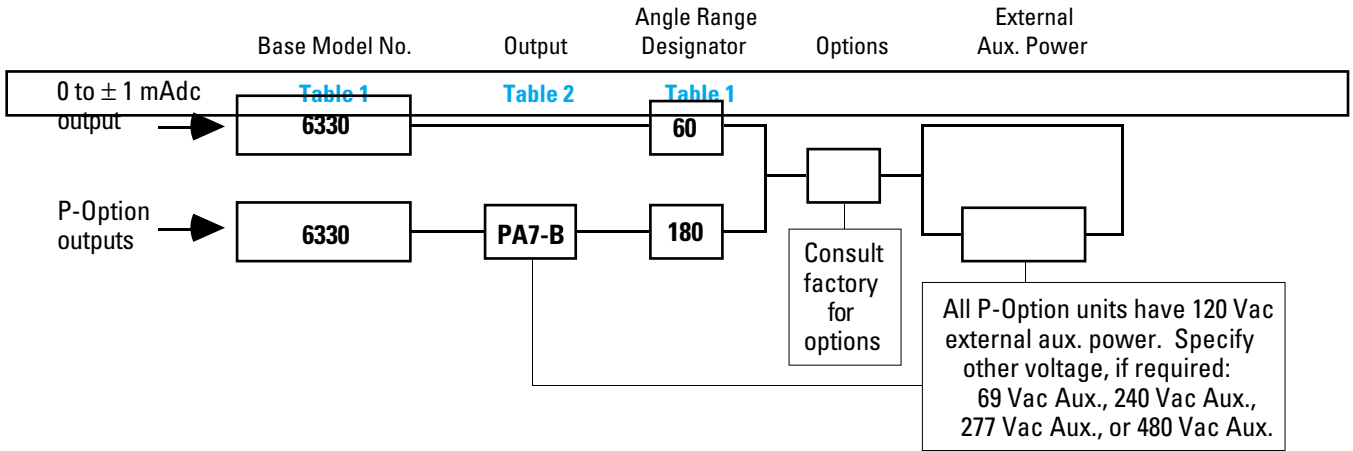 Base Model No.
Output
Angle Range
Designator
Options
External
Aux. Power
0 to ± 1 mAdc
output
Table 1
Table 2
Table 1
6330
60
P-Option
outputs
6330
PA7-B
180
Consult
factory
for
options
All P-Option units have 120 Vac
external aux. power. Specify
other voltage, if required:
69 Vac Aux., 240 Vac Aux.,
277 Vac Aux., or 480 Vac Aux.